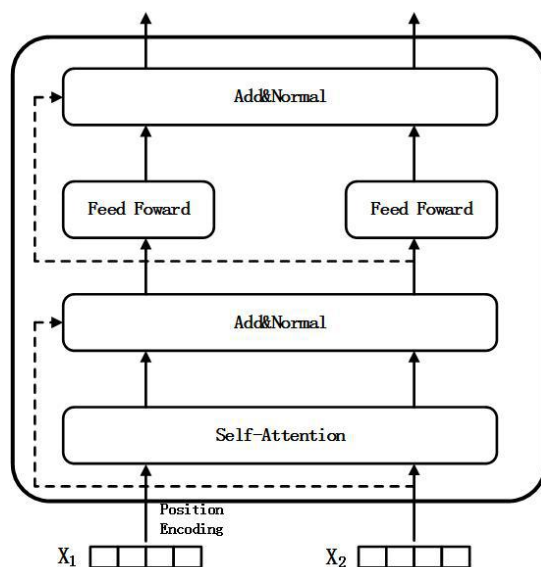 Add&Normal
Feed Foward
Feed Foward
Add&Normal
Self-Attention
Position
Encoding
X₁
X₂